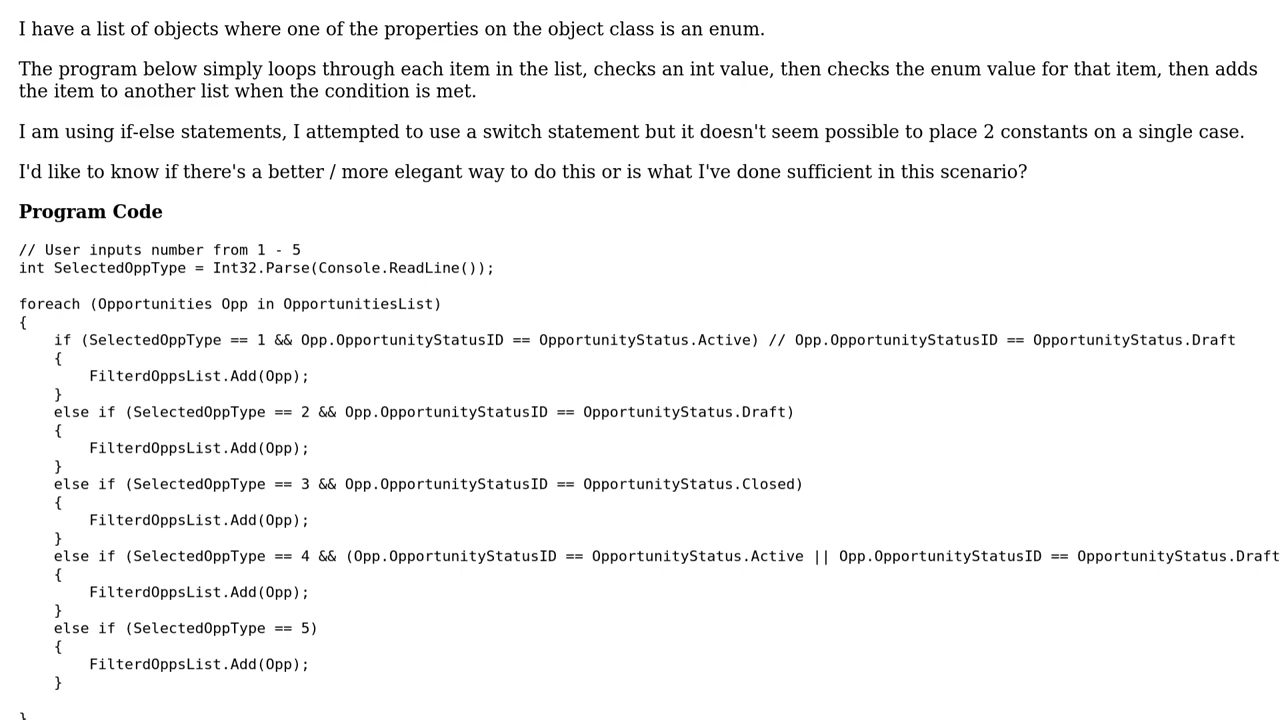 I have a list of objects where one of the properties on the object class is an enum.
The program below simply loops through each item in the list, checks an int value, then checks the enum value for that item, then adds
the item to another list when the condition is met.
I am using if-else statements, I attempted to use a switch statement but it doesn't seem possible to place 2 constants on a single case.
I'd like to know if there's a better / more elegant way to do this or is what I've done sufficient in this scenario?
Program Code
// User inputs number from 1 - 5
int SelectedOppType = Int32.Parse(Console.ReadLine());
foreach (Opportunities Opp in OpportunitiesList)
{
    if (SelectedOppType == 1 && Opp.OpportunityStatusID == OpportunityStatus.Active) // Opp.OpportunityStatusID == OpportunityStatus.Draft
    {
        FilterdOppsList.Add(Opp);
    }
    else if (SelectedOppType == 2 && Opp.OpportunityStatusID == OpportunityStatus.Draft)
    {
        FilterdOppsList.Add(Opp);
    }
    else if (SelectedOppType == 3 && Opp.OpportunityStatusID == OpportunityStatus.Closed)
    {
        FilterdOppsList.Add(Opp);
    }
    else if (SelectedOppType == 4 && (Opp.OpportunityStatusID == OpportunityStatus.Active || Opp.OpportunityStatusID == OpportunityStatus.Draft
    {
        FilterdOppsList.Add(Opp);
    }
    else if (SelectedOppType == 5)
    {
        FilterdOppsList.Add(Opp);
    }
}